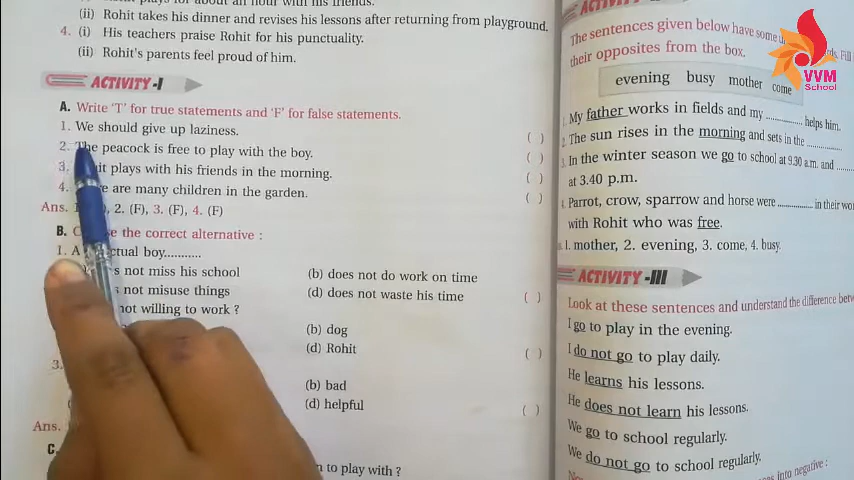 (ii) Rohit takes his dinner and revises his lessons after returning from playground.
4. (i) His teachers praise Rohit for his punctuality.
(ii) Rohit's parents feel proud of him.
ACTIVITY-I
A. Write 'T' for true statements and 'F' for false statements.
1. We should give up laziness. ( )
2. The peacock is free to play with the boy. ( )
3. plays with his friends in the morning. ( )
4. are many children in the garden. ( )
Ans. 2. (F), 3. (F), 4. (F)
B. the correct alternative :
1. A boy...........
not miss his school (b) does not do work on time
not misuse things (d) does not waste his time ( )
not willing to work ?
(b) dog
(d) Rohit ( )
3.
(b) bad
(d) helpful ( )
Ans.
C.
to play with ?
ACTIVITY
The sentences given below have some
their opposites from the box.
evening busy mother come
1. My father works in fields and my ............. helps him.
2. The sun rises in the morning and sets in the ............
3. In the winter season we go to school at 9.30 a.m. and
at 3.40 p.m.
4. Parrot, crow, sparrow and horse were ............. in their
with Rohit who was free.
1. mother, 2. evening, 3. come, 4. busy.
ACTIVITY-III
Look at these sentences and understand the difference
I go to play in the evening.
I do not go to play daily.
He learns his lessons.
He does not learn his lessons.
We go to school regularly.
We do not go to school regularly.
into negative :
VVM
School